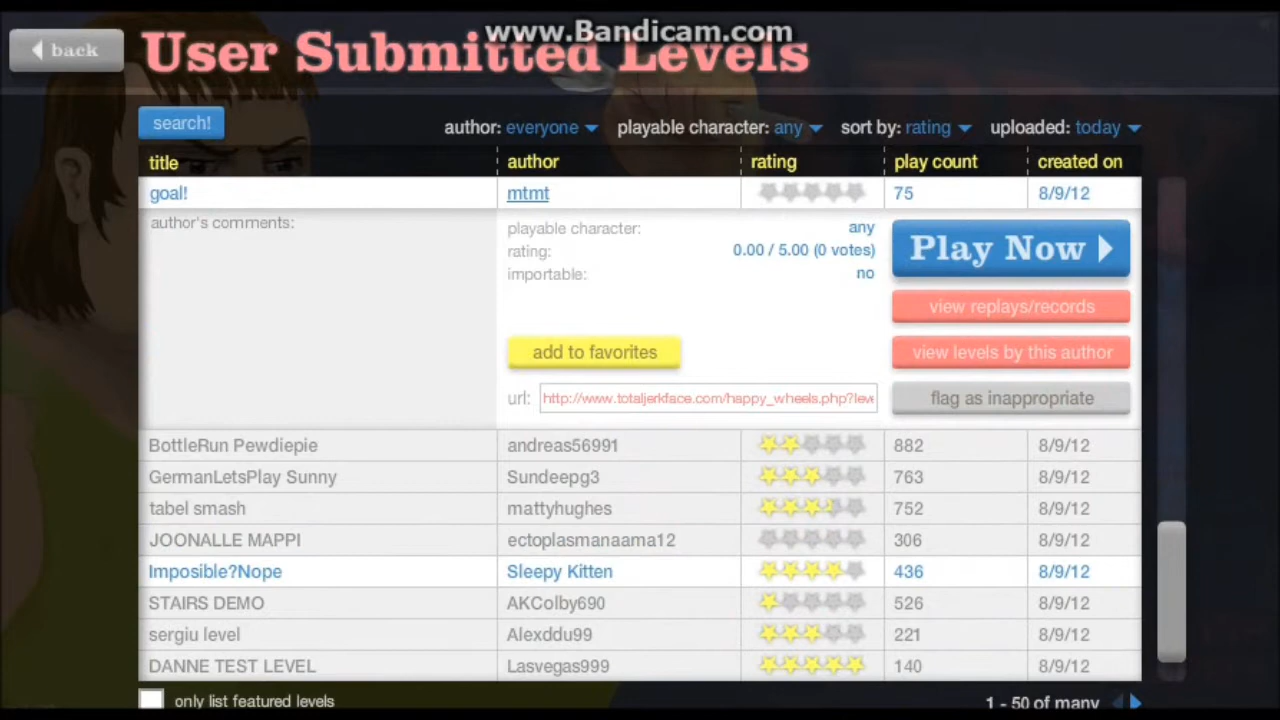 www.Bandicam.com
back
User Submitted Levels
search!
author: everyone playable character: any sort by: rating uploaded: today
title author rating play count created on
goal! mtmt 75 8/9/12
author's comments:
playable character: any
rating: 0.00 / 5.00 (0 votes)
importable: no
Play Now
view replays/records
add to favorites
view levels by this author
url: http://www.totaljerkface.com/happy_wheels.php?leve
flag as inappropriate
BottleRun Pewdiepie andreas56991 882 8/9/12
GermanLetsPlay Sunny Sundeepg3 763 8/9/12
tabel smash mattyhughes 752 8/9/12
JOONALLE MAPPI ectoplasmanaama12 306 8/9/12
Imposible?Nope Sleepy Kitten 436 8/9/12
STAIRS DEMO AKColby690 526 8/9/12
sergiu level Alexddu99 221 8/9/12
DANNE TEST LEVEL Lasvegas999 140 8/9/12
only list featured levels
1 - 50 of many